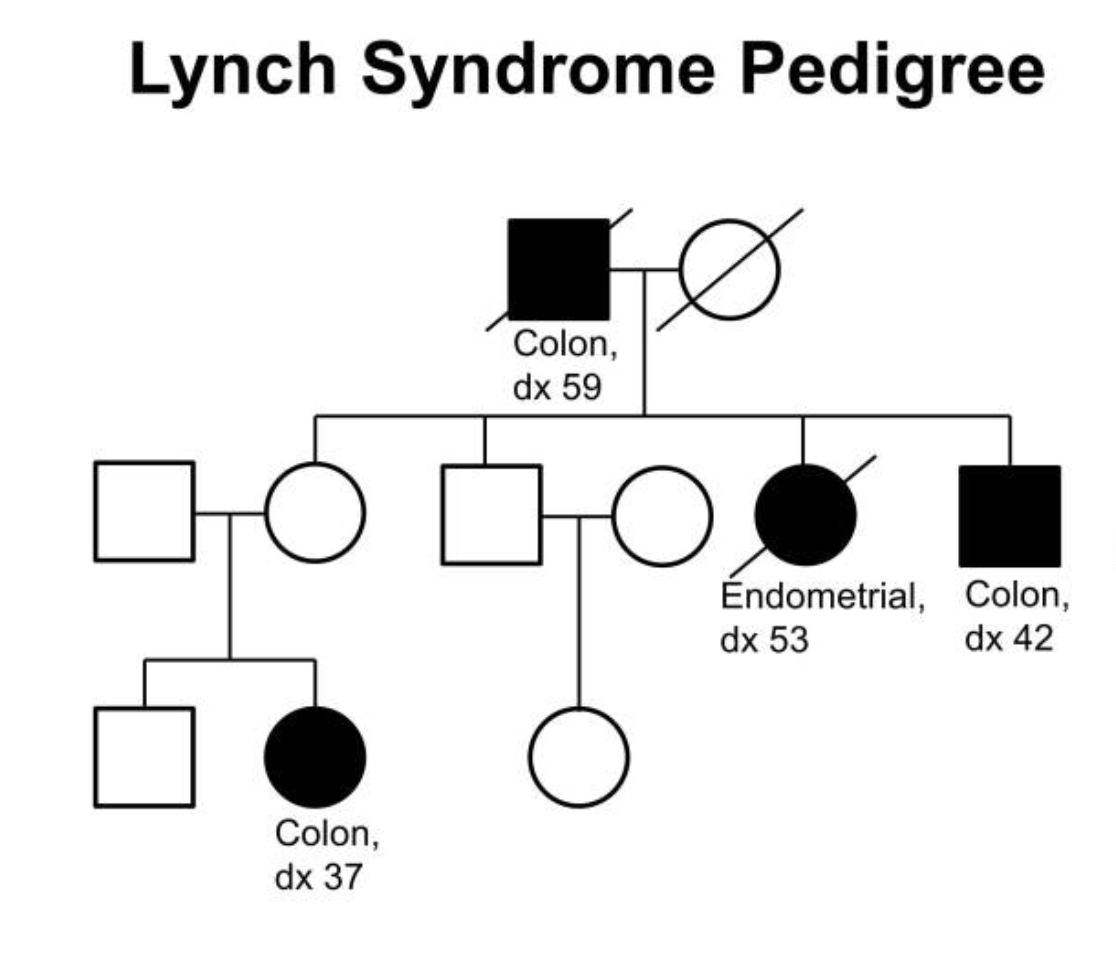 Lynch Syndrome Pedigree
Colon,
dx 59
Endometrial,
dx 53
Colon,
dx 42
Colon,
dx 37